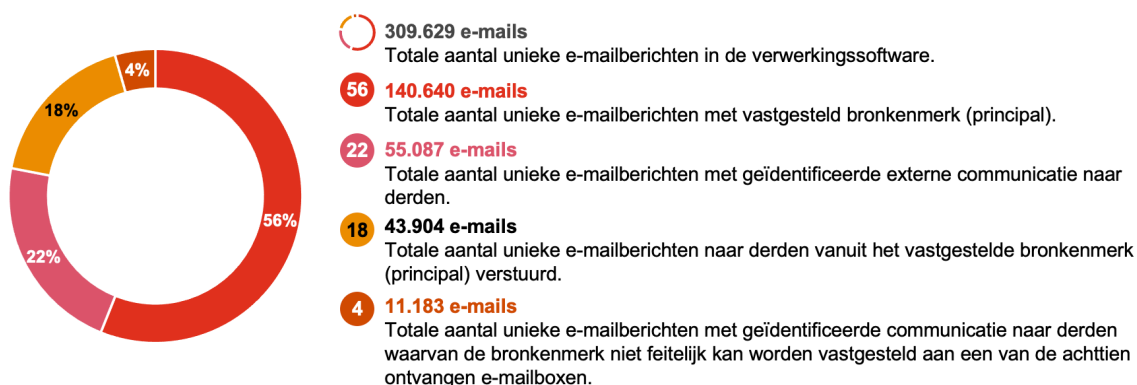 309.629 e-mails
Totale aantal unieke e-mailberichten in de verwerkingssoftware.
56 140.640 e-mails
Totale aantal unieke e-mailberichten met vastgesteld bronkenmerk (principal).
22 55.087 e-mails
Totale aantal unieke e-mailberichten met geïdentificeerde externe communicatie naar
derden.
18 43.904 e-mails
Totale aantal unieke e-mailberichten naar derden vanuit het vastgestelde bronkenmerk
(principal) verstuurd.
4 11.183 e-mails
Totale aantal unieke e-mailberichten met geïdentificeerde communicatie naar derden
waarvan de bronkenmerk niet feitelijk kan worden vastgesteld aan een van de achttien
ontvangen e-mailboxen.
4%
18%
56%
22%